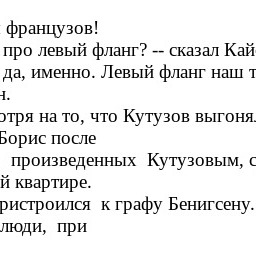 французов!
про левый фланг? -- сказал Кай
да, именно. Левый фланг наш т
н.
отря на то, что Кутузов выгоня
Борис после
произведенных Кутузовым, с
й квартире.
ристроился к графу Бенигсену.
люди, при